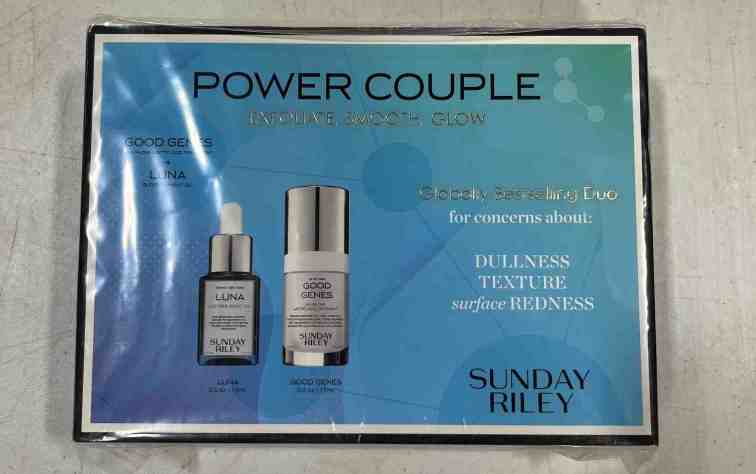 POWER COUPLE
EXFOLIATE, SMOOTH, GLOW
GOOD GENES
+
LUNA
Globally Bestselling Duo
for concerns about:
DULLNESS
TEXTURE
surface REDNESS
LUNA
SUNDAY
RILEY
GOOD
GENES
SUNDAY
RILEY
LUNA
GOOD GENES
SUNDAY
RILEY